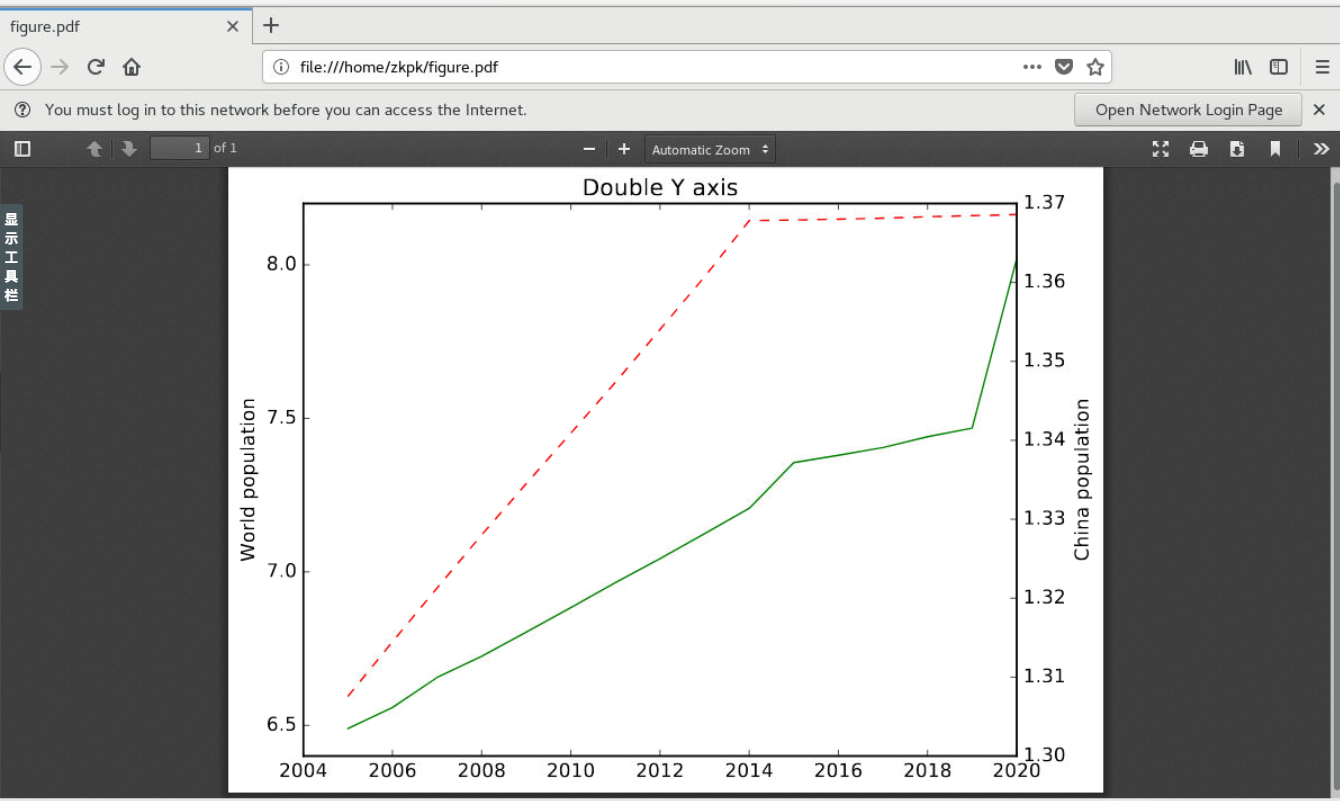 figure.pdf
file:///home/zkpk/figure.pdf
You must log in to this network before you can access the Internet.
Open Network Login Page
1 of 1
Automatic Zoom
显
示
工
具
栏
Double Y axis
World population
8.0
7.5
7.0
6.5
1.37
1.36
1.35
1.34
1.33
1.32
1.31
1.30
China population
2004 2006 2008 2010 2012 2014 2016 2018 2020